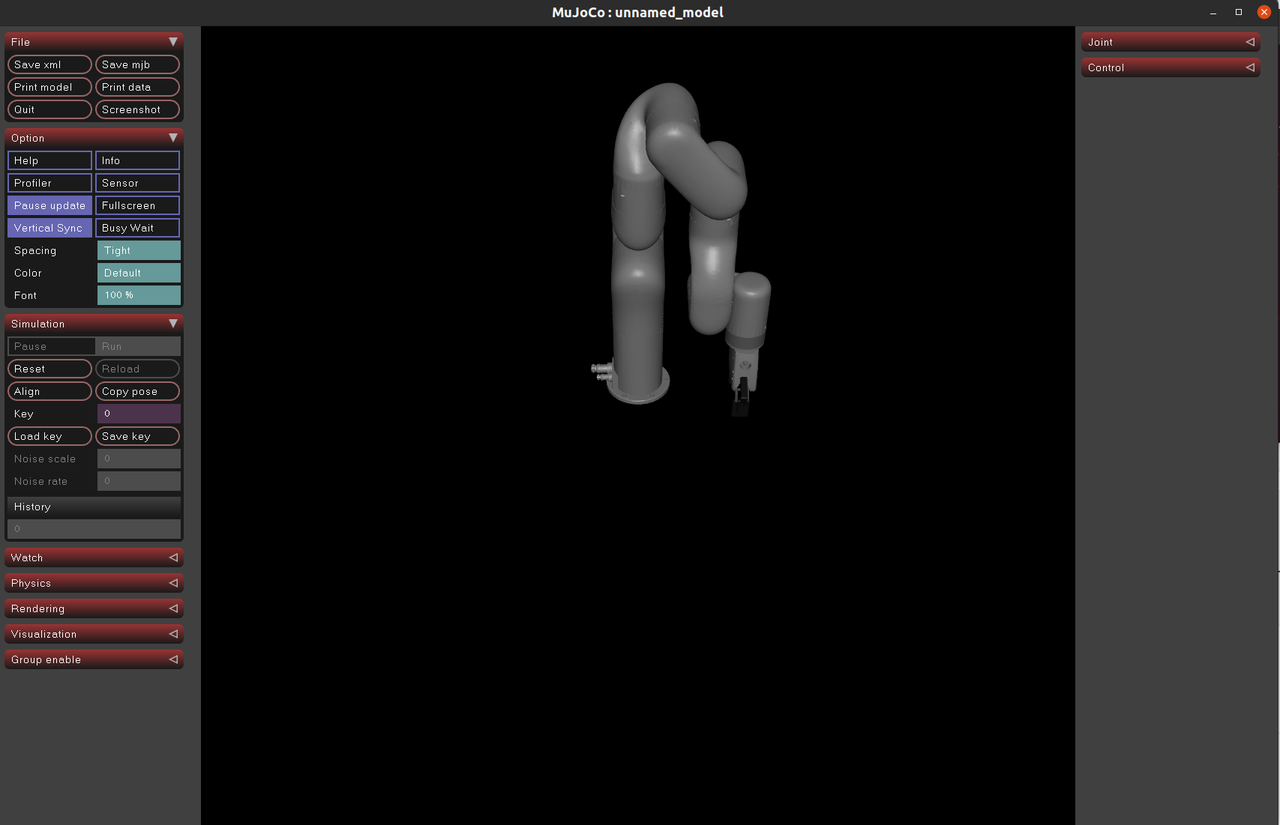 MuJoCo : unnamed_model
File
Save xml Save mjb
Print model Print data
Quit Screenshot
Option
Help Info
Profiler Sensor
Pause update Fullscreen
Vertical Sync Busy Wait
Spacing Tight
Color Default
Font 100 %
Simulation
Pause Run
Reset Reload
Align Copy pose
Key 0
Load key Save key
Noise scale 0
Noise rate 0
History
0
Watch
Physics
Rendering
Visualization
Group enable
Joint
Control